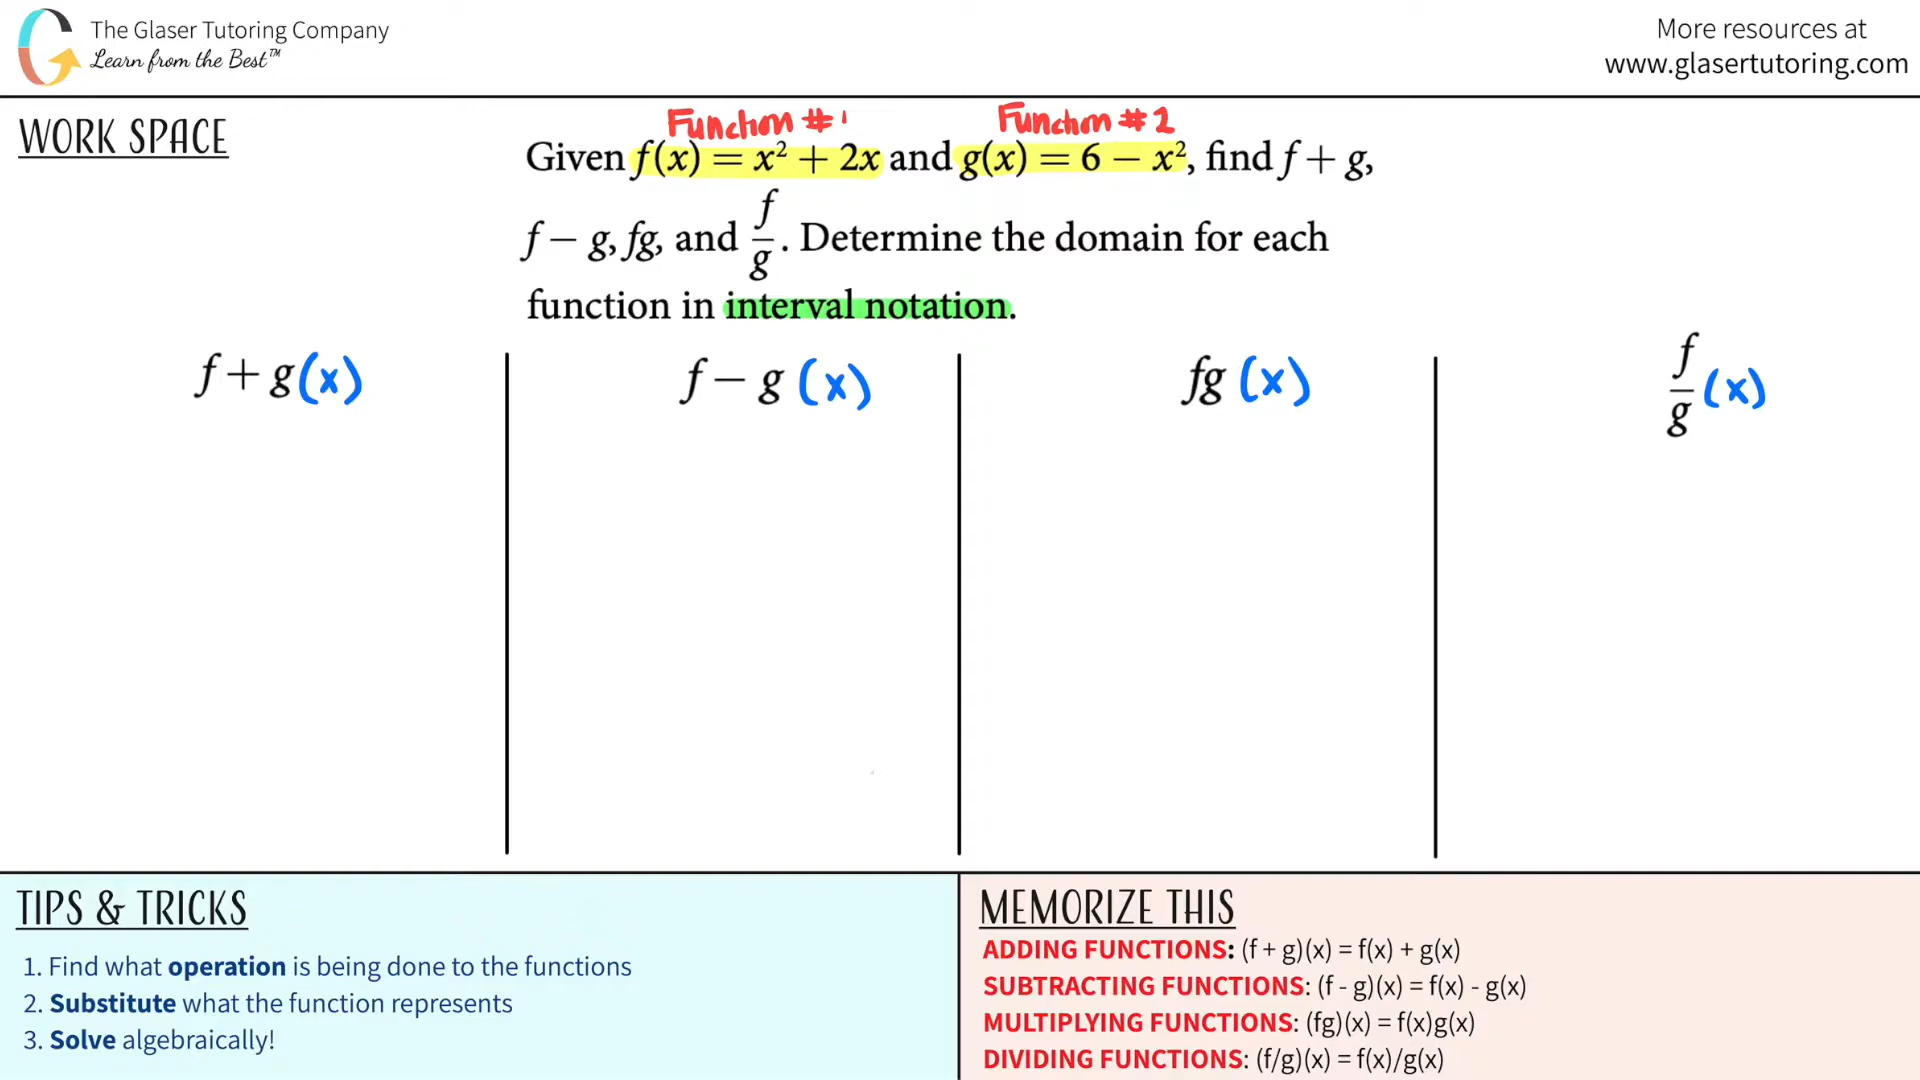 The Glaser Tutoring Company
Learn from the Best™
More resources at
www.glasertutoring.com
WORK SPACE
Function #1
Function #2
Given f(x) = x² + 2x and g(x) = 6 − x², find f + g,
f − g, fg, and f/g. Determine the domain for each
function in interval notation.
f + g (x)
f − g (x)
fg (x)
f/g (x)
TIPS & TRICKS
1. Find what operation is being done to the functions
2. Substitute what the function represents
3. Solve algebraically!
MEMORIZE THIS
ADDING FUNCTIONS: (f + g)(x) = f(x) + g(x)
SUBTRACTING FUNCTIONS: (f - g)(x) = f(x) - g(x)
MULTIPLYING FUNCTIONS: (fg)(x) = f(x)g(x)
DIVIDING FUNCTIONS: (f/g)(x) = f(x)/g(x)